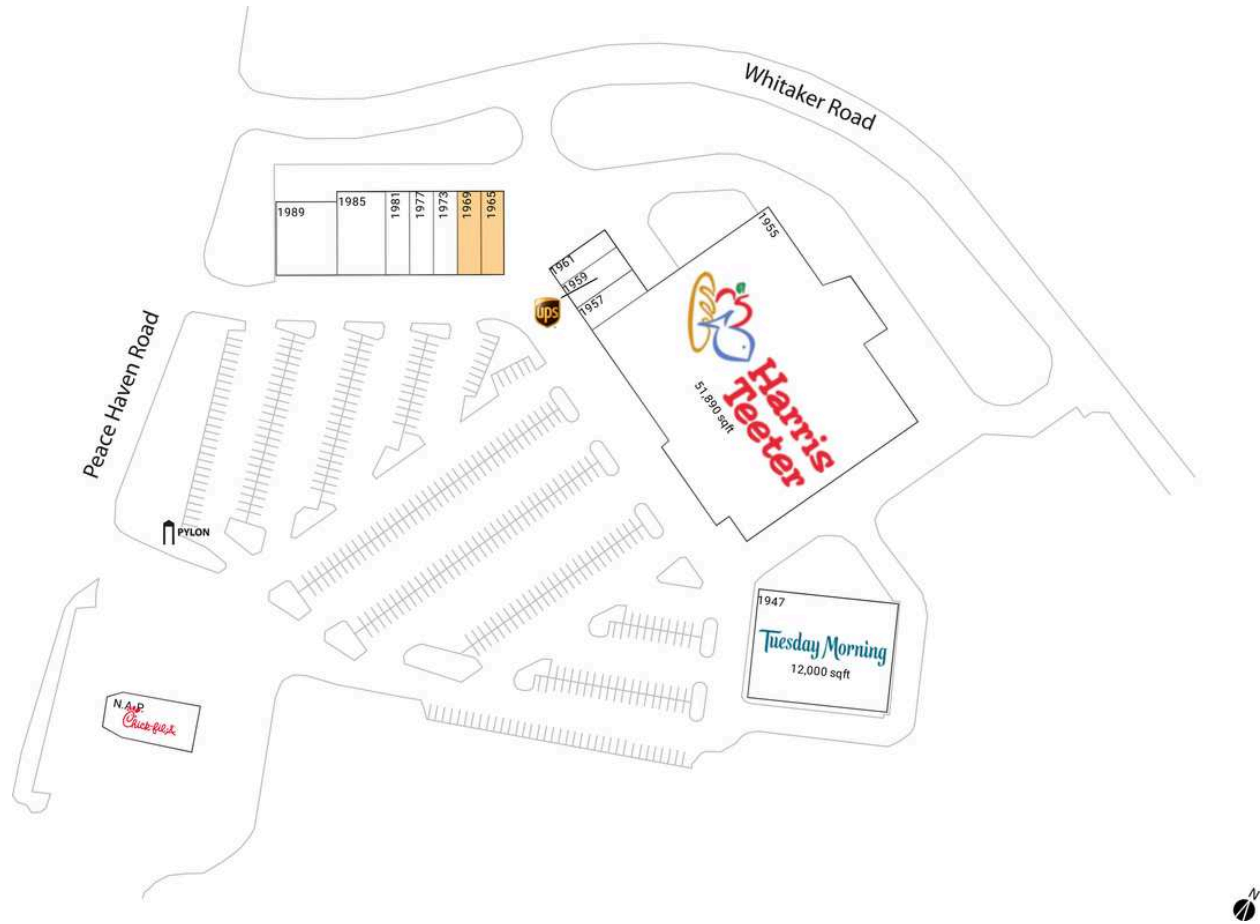 Whitaker Road
1989
1985
1981
1977
1973
1969
1965
1955
1961
1959
1957
ups
Harris
Teeter
51,890 sqft
Peace Haven Road
PYLON
1947
Tuesday Morning
12,000 sqft
N.A.P.
Chick-fil-A
N